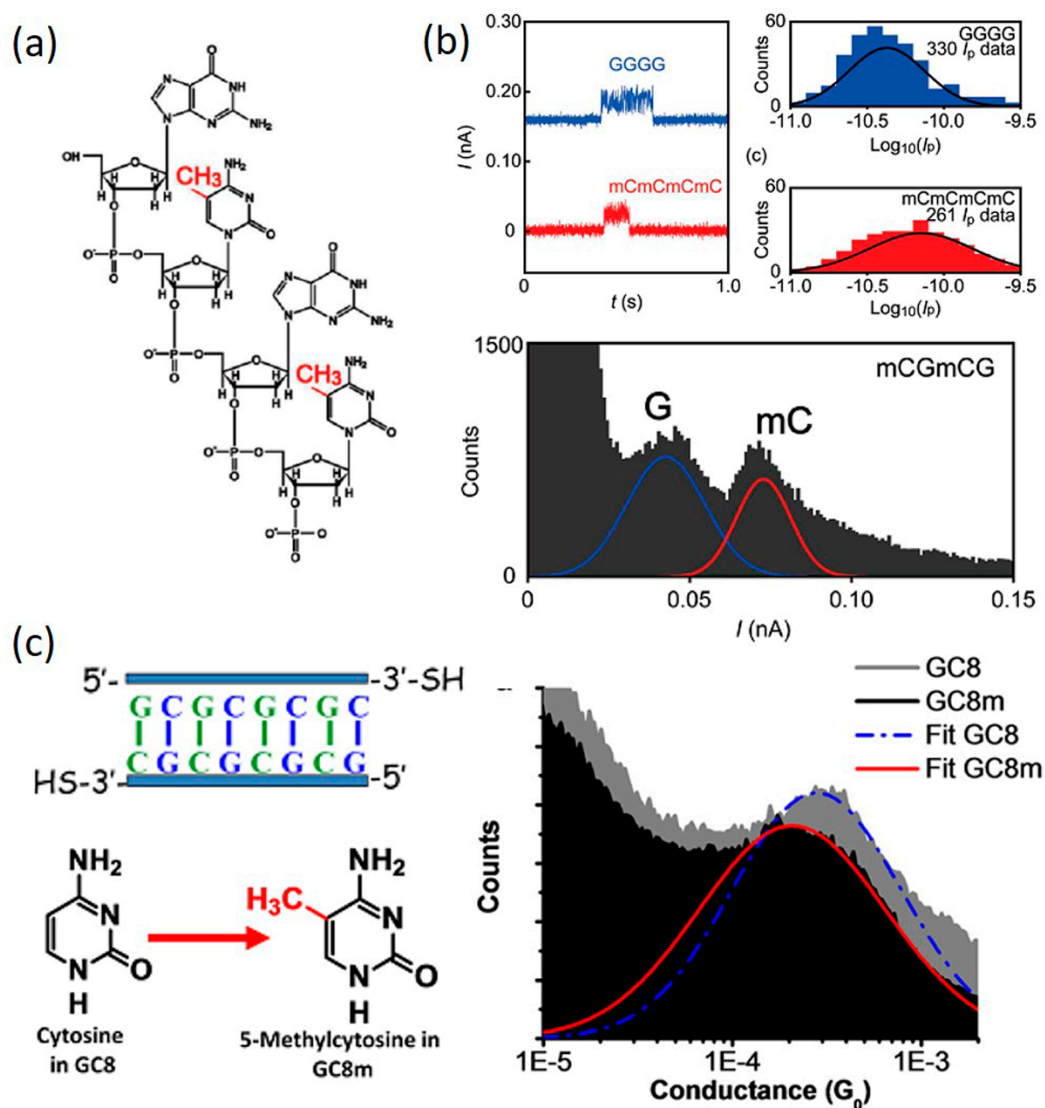 (a)
O
N
NH
N
N
NH₂
OH
O
H
H
H
H
CH₃
NH₂
N
N
O
O
O⁻
P
O
O
O
H
H
H
H
O
N
NH
N
N
NH₂
O
O⁻
P
O
O
O
H
H
H
H
CH₃
NH₂
N
N
O
O
O⁻
P
O
O
O
H
H
H
H
O
O⁻
P
O⁻
O
(b)
0.30
0.20
0.10
0
I (nA)
GGGG
mCmCmCmC
0
1.0
t (s)
60
0
Counts
GGGG
330 Ip data
-11.0
-10.5
-10.0
-9.5
Log₁₀(Ip)
(c)
60
0
Counts
mCmCmCmC
261 Ip data
-11.0
-10.5
-10.0
-9.5
Log₁₀(Ip)
1500
0
Counts
mCGmCG
G
mC
0
0.05
0.10
0.15
I (nA)
(c)
5′-
-3′-SH
G C G C G C G C
C G C G C G C G
HS-3′-
-5′
NH₂
N
N
O
H
Cytosine
in GC8
NH₂
H₃C
N
N
O
H
5-Methylcytosine in
GC8m
GC8
GC8m
Fit GC8
Fit GC8m
Counts
1E-5
1E-4
1E-3
Conductance (G₀)